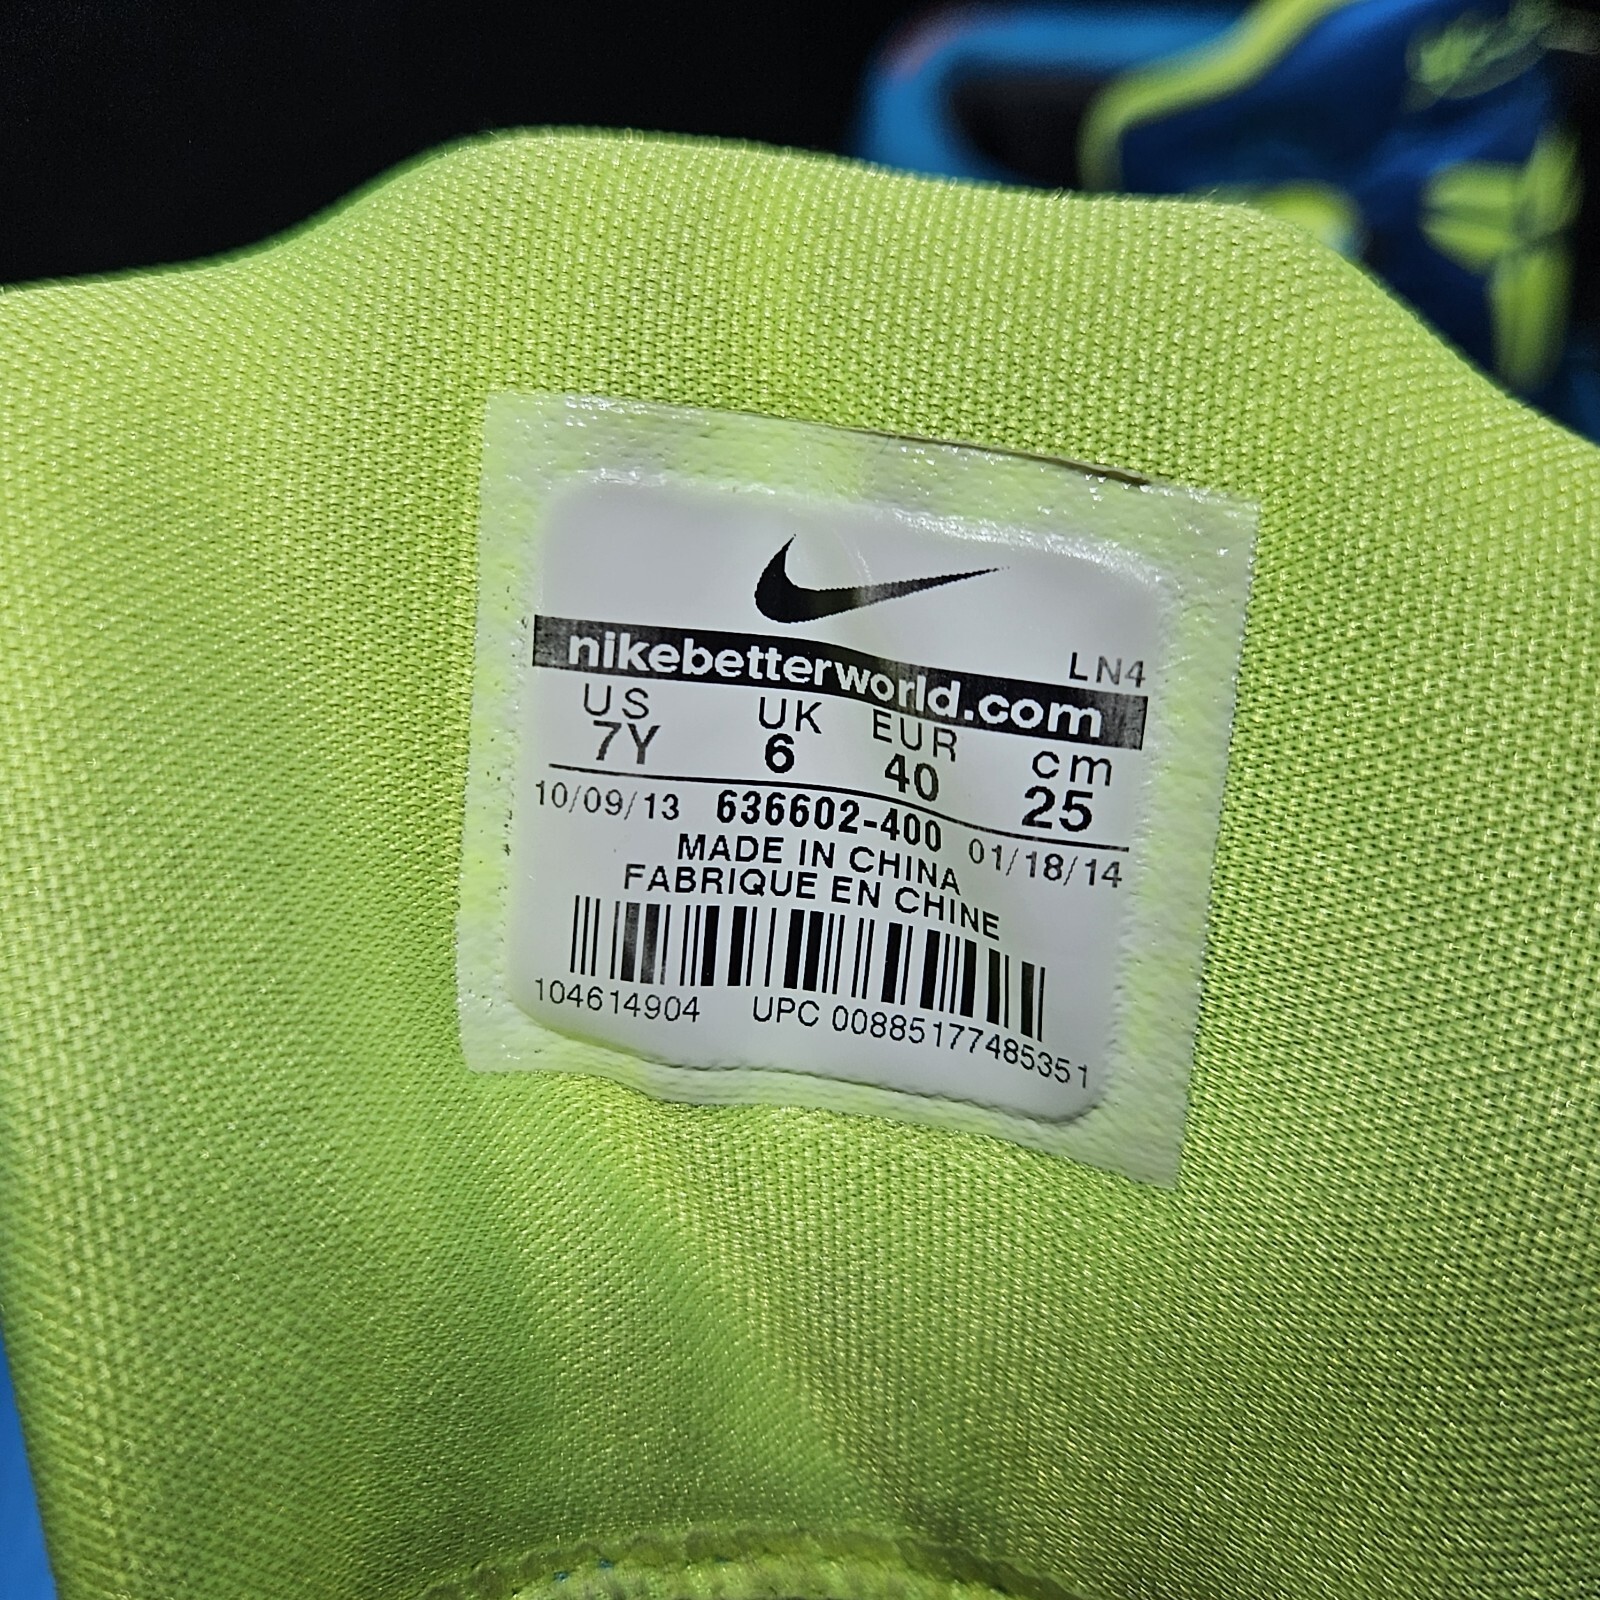 LN4
nikebetterworld.com
US UK EUR cm
7Y 6 40 25
10/09/13 636602-400 01/18/14
MADE IN CHINA
FABRIQUE EN CHINE
104614904 UPC 00885177485351